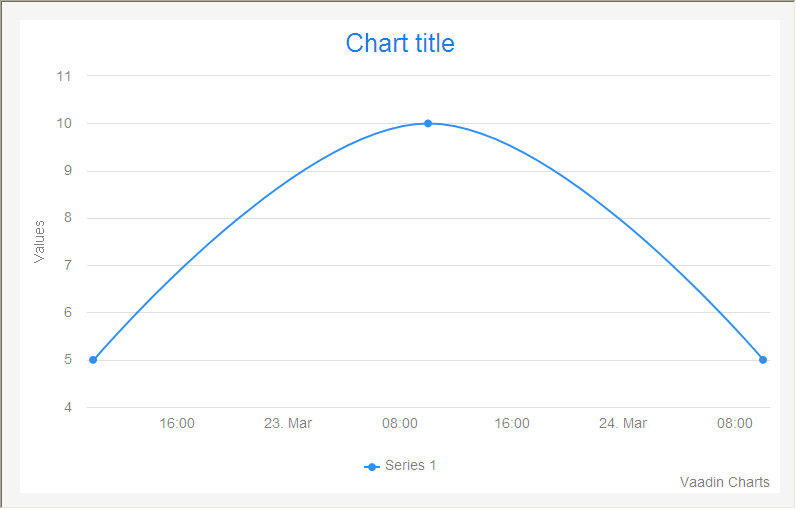 Chart title
11
10
9
8
7
6
5
4
Values
16:00 23. Mar 08:00 16:00 24. Mar 08:00
Series 1
Vaadin Charts